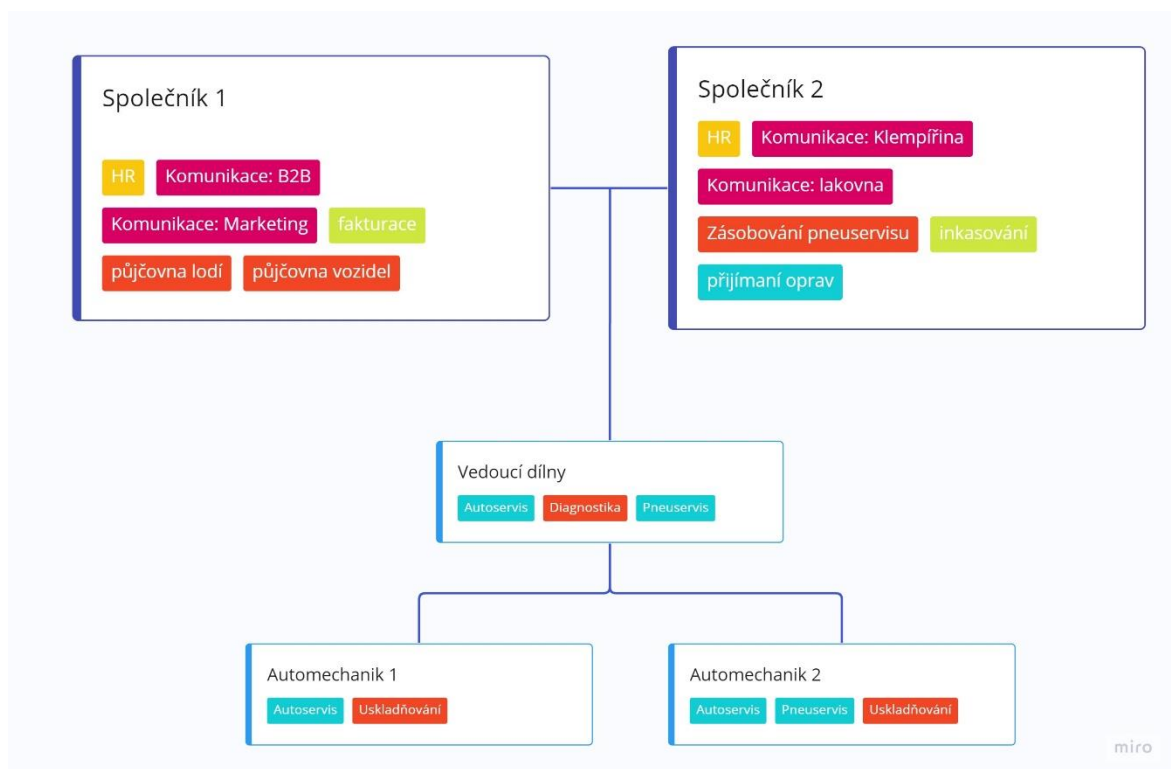 Společník 1
HR Komunikace: B2B
Komunikace: Marketing fakturace
půjčovna lodí půjčovna vozidel
Společník 2
HR Komunikace: Klempířina
Komunikace: lakovna
Zásobování pneuservisu inkasování
přijímaní oprav
Vedoucí dílny
Autoservis Diagnostika Pneuservis
Automechanik 1
Autoservis Uskladňování
Automechanik 2
Autoservis Pneuservis Uskladňování
miro